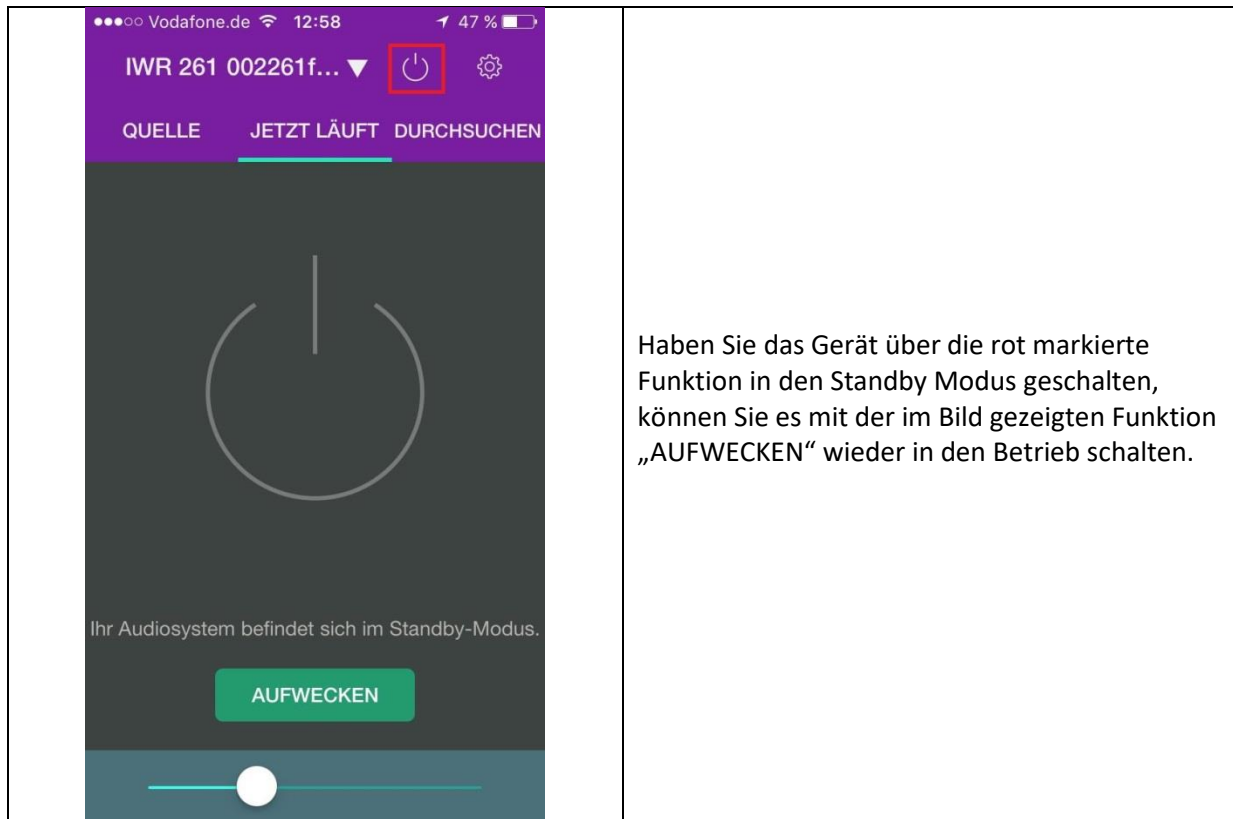 ●●●○○ Vodafone.de 12:58 47 %
IWR 261 002261f... ▼
QUELLE JETZT LÄUFT DURCHSUCHEN
Ihr Audiosystem befindet sich im Standby-Modus.
AUFWECKEN
Haben Sie das Gerät über die rot markierte
Funktion in den Standby Modus geschalten,
können Sie es mit der im Bild gezeigten Funktion
„AUFWECKEN“ wieder in den Betrieb schalten.